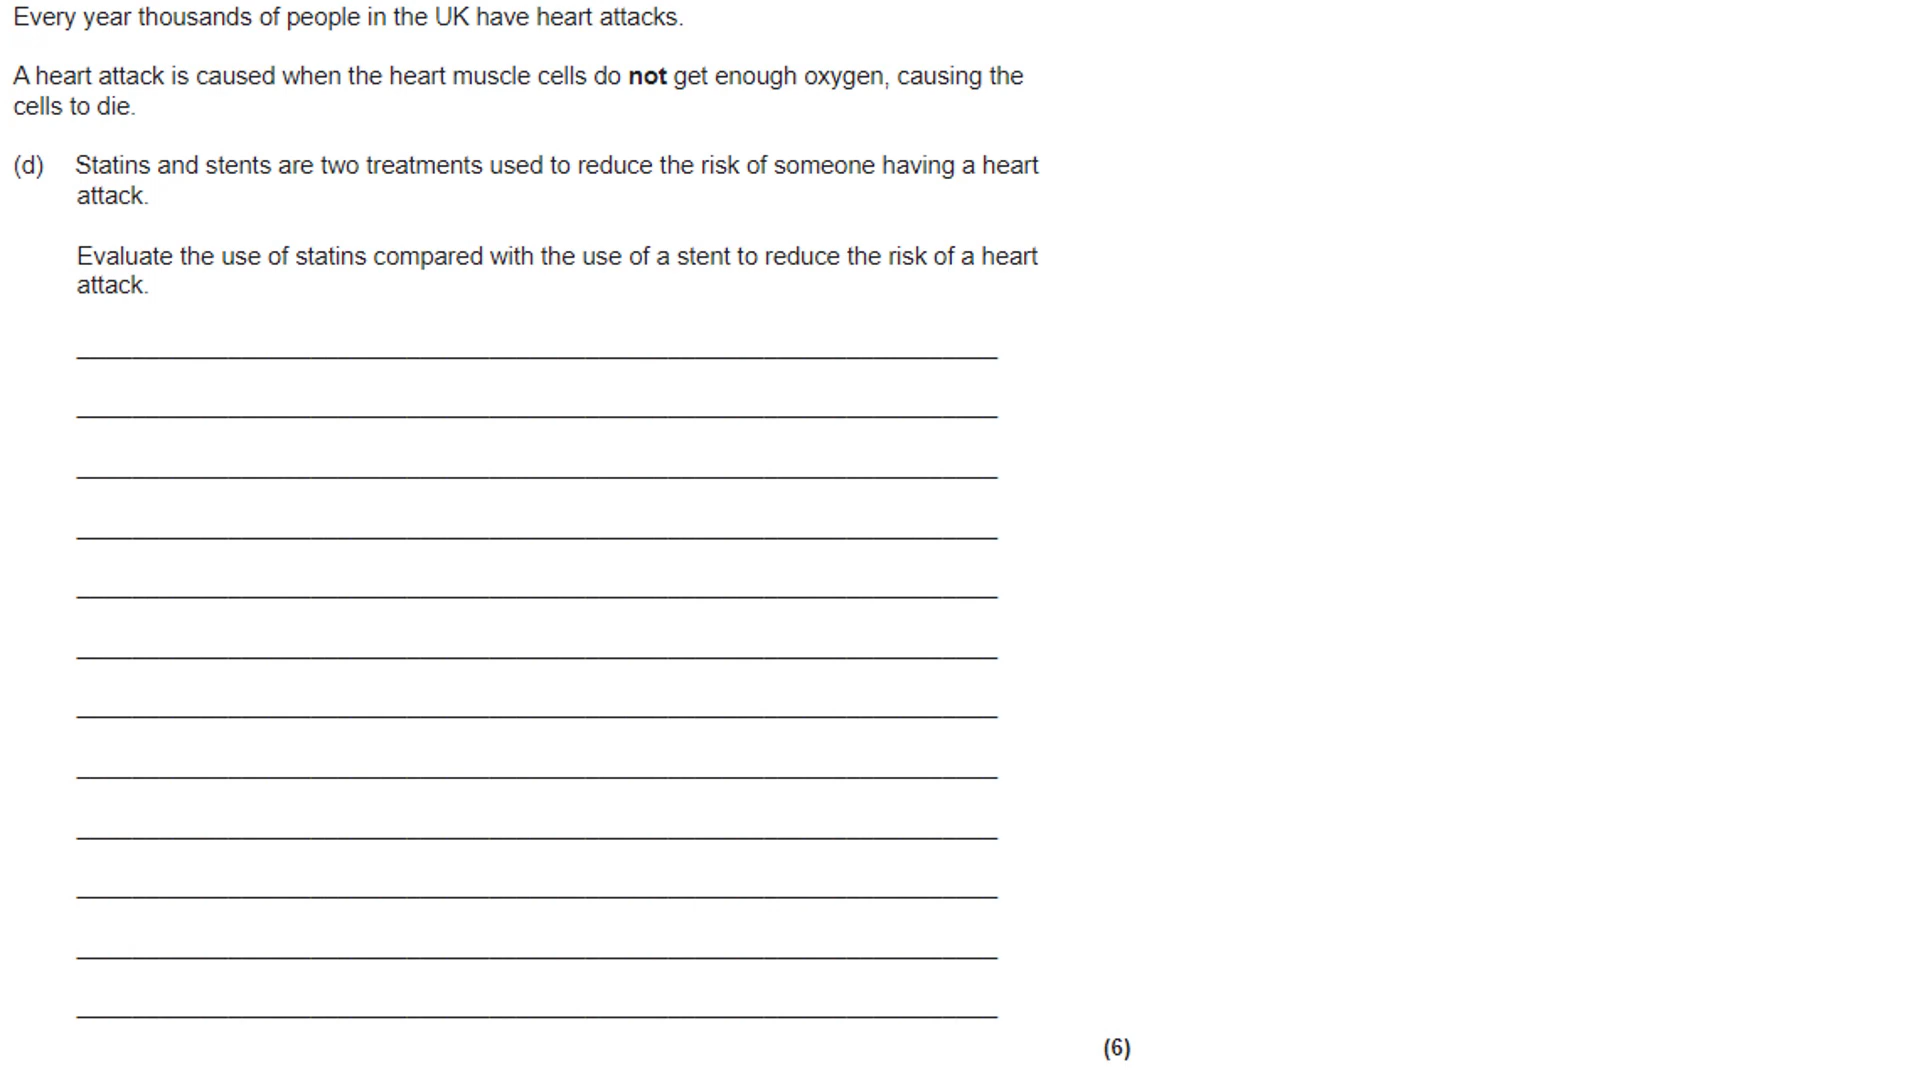 Every year thousands of people in the UK have heart attacks.
A heart attack is caused when the heart muscle cells do not get enough oxygen, causing the
cells to die.
(d) Statins and stents are two treatments used to reduce the risk of someone having a heart
attack.
Evaluate the use of statins compared with the use of a stent to reduce the risk of a heart
attack.
(6)